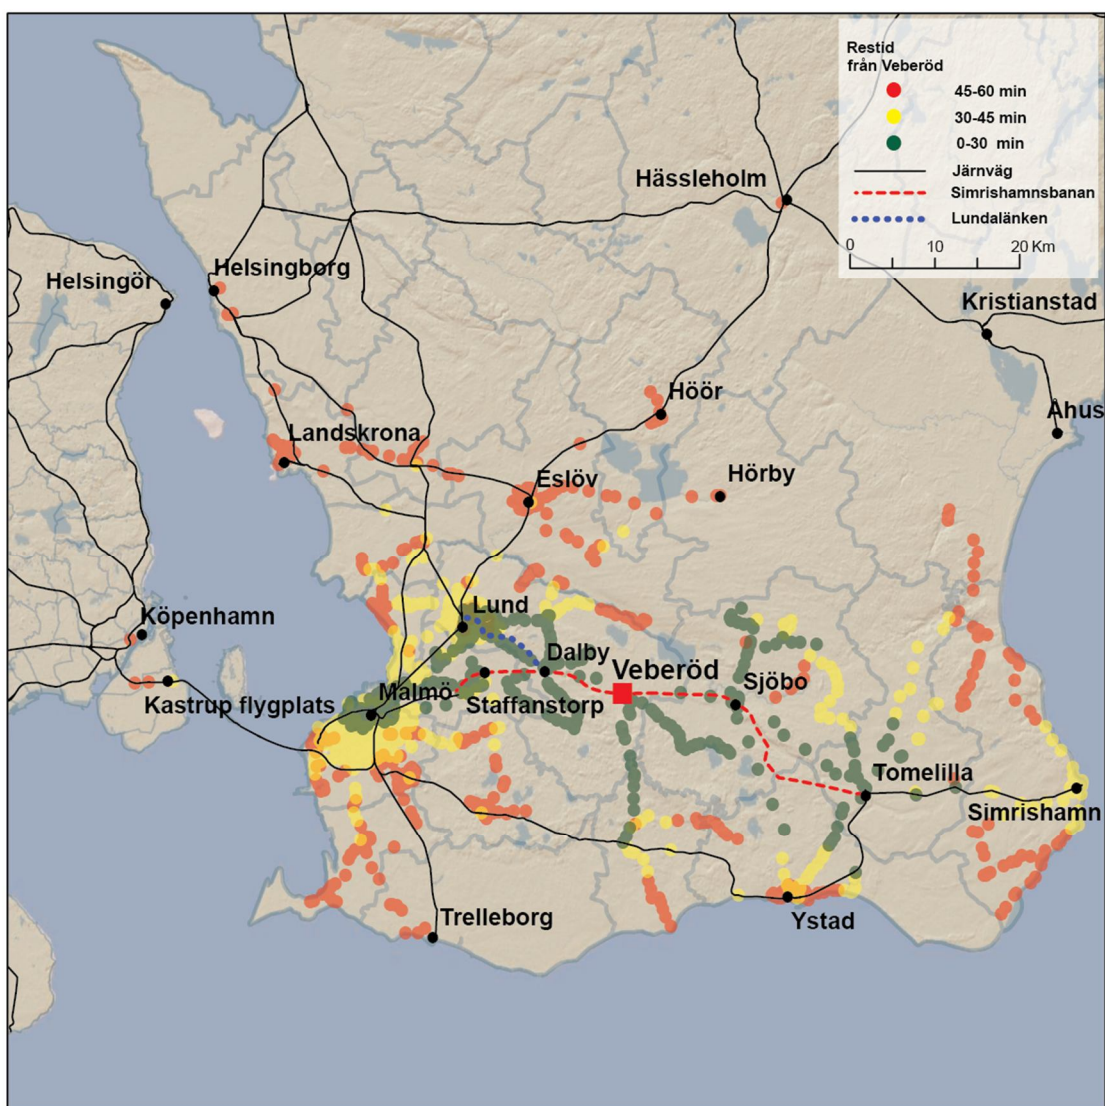 Restid
från Veberöd
45-60 min
30-45 min
0-30 min
Järnväg
Simrishamnsbanan
Lundalänken
0 10 20 Km
Hässleholm
Helsingborg
Helsingör
Kristianstad
Höör
Åhus
Landskrona
Eslöv
Hörby
Lund
Köpenhamn
Dalby
Veberöd
Sjöbo
Malmö
Staffanstorp
Kastrup flygplats
Tomelilla
Simrishamn
Trelleborg
Ystad